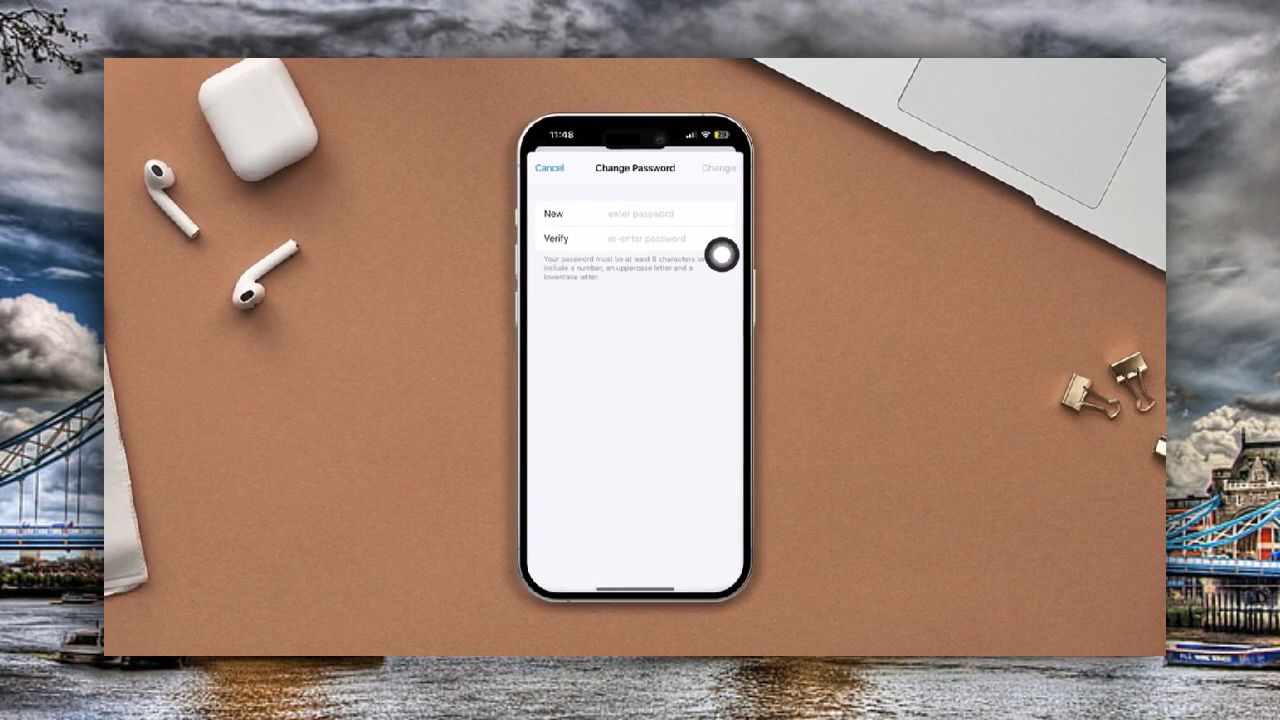 11:48
Cancel Change Password Change
New enter password
Verify re-enter password
Your password must be at least 8 characters
include a number, an uppercase letter and a
lowercase letter.